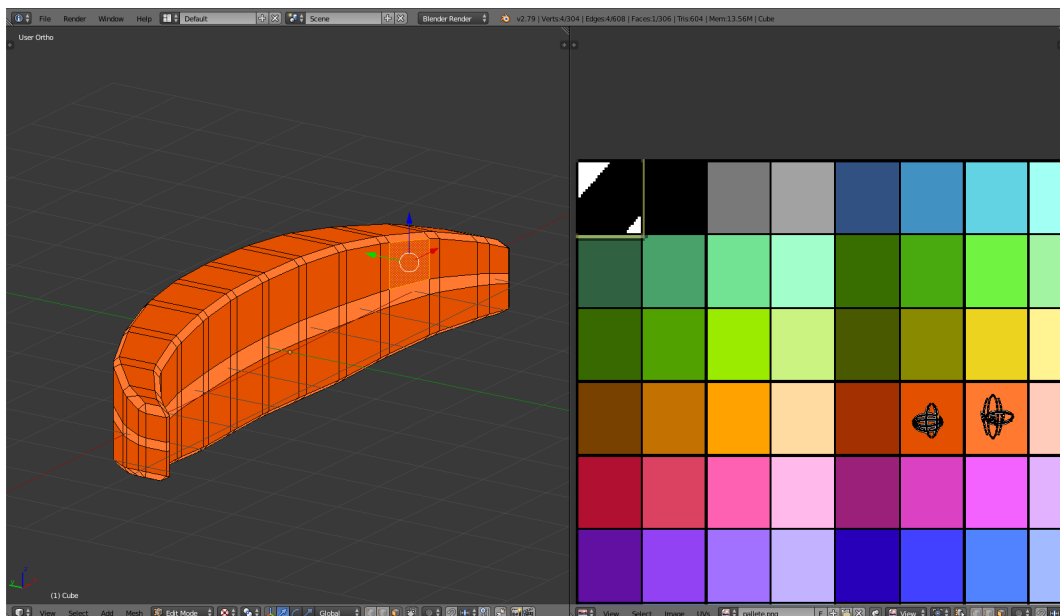 File Render Window Help Default Scene Blender Render v2.79 | Verts:4/304 | Edges:4/608 | Faces:1/306 | Tris:604 | Mem:13.56M | Cube
User Ortho
(1) Cube
View Select Add Mesh Edit Mode Global View Select Image UVs pallete.png F View